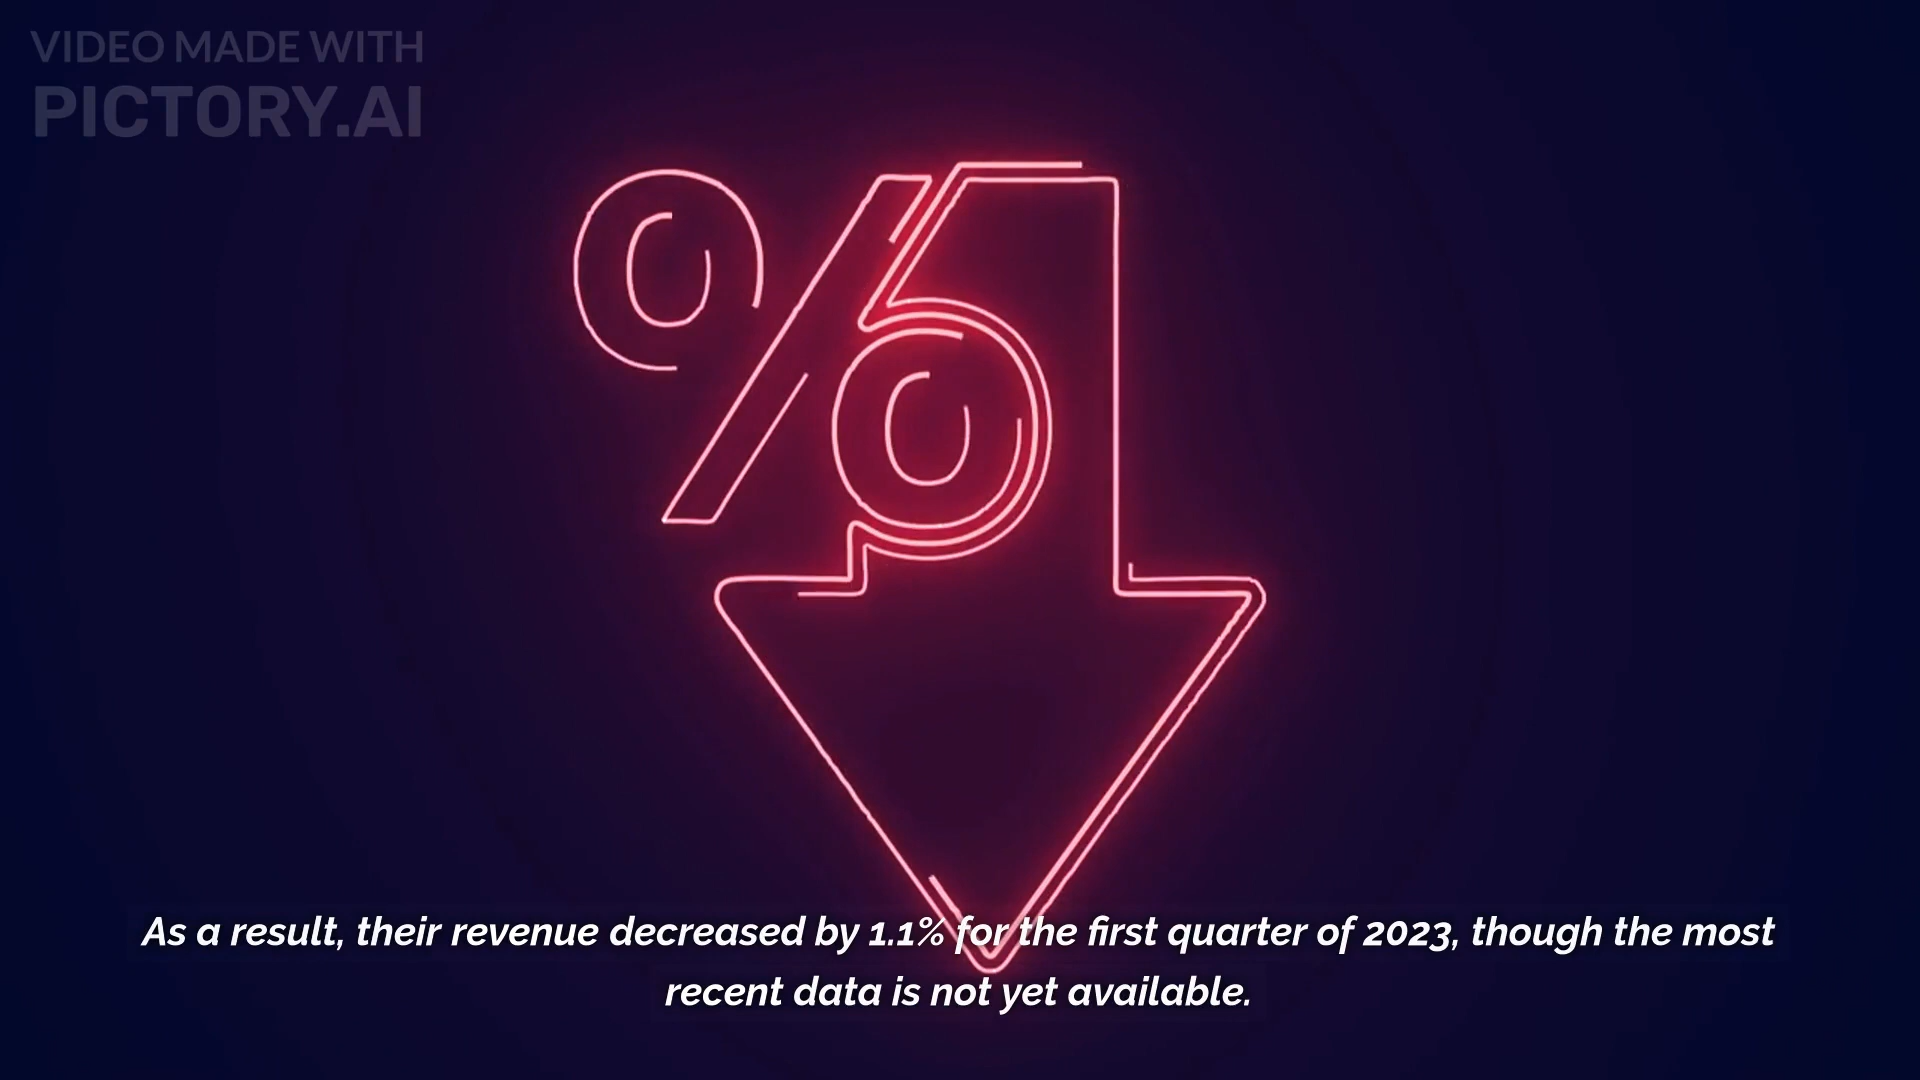 VIDEO MADE WITH
PICTORY.AI
%
As a result, their revenue decreased by 1.1% for the first quarter of 2023, though the most
recent data is not yet available.